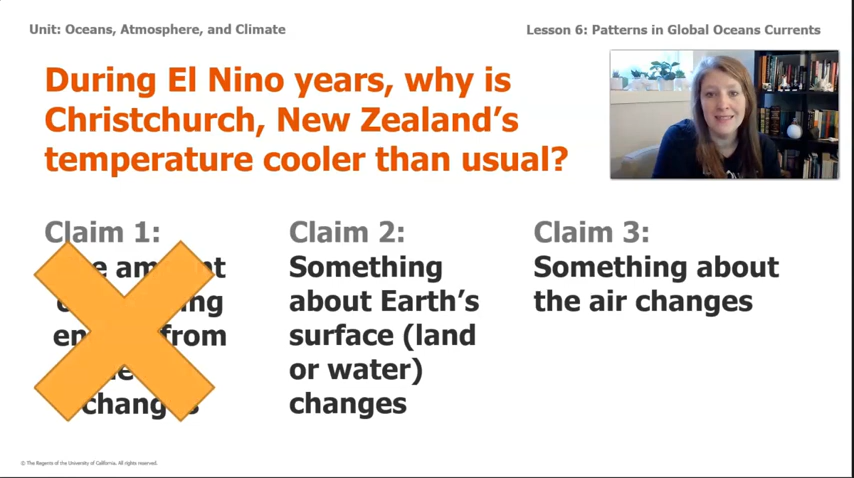 Unit: Oceans, Atmosphere, and Climate
Lesson 6: Patterns in Global Oceans Currents
During El Nino years, why is
Christchurch, New Zealand's
temperature cooler than usual?
Claim 1:
from
Claim 2:
Something
about Earth's
surface (land
or water)
changes
Claim 3:
Something about
the air changes
© The Regents of the University of California. All rights reserved.